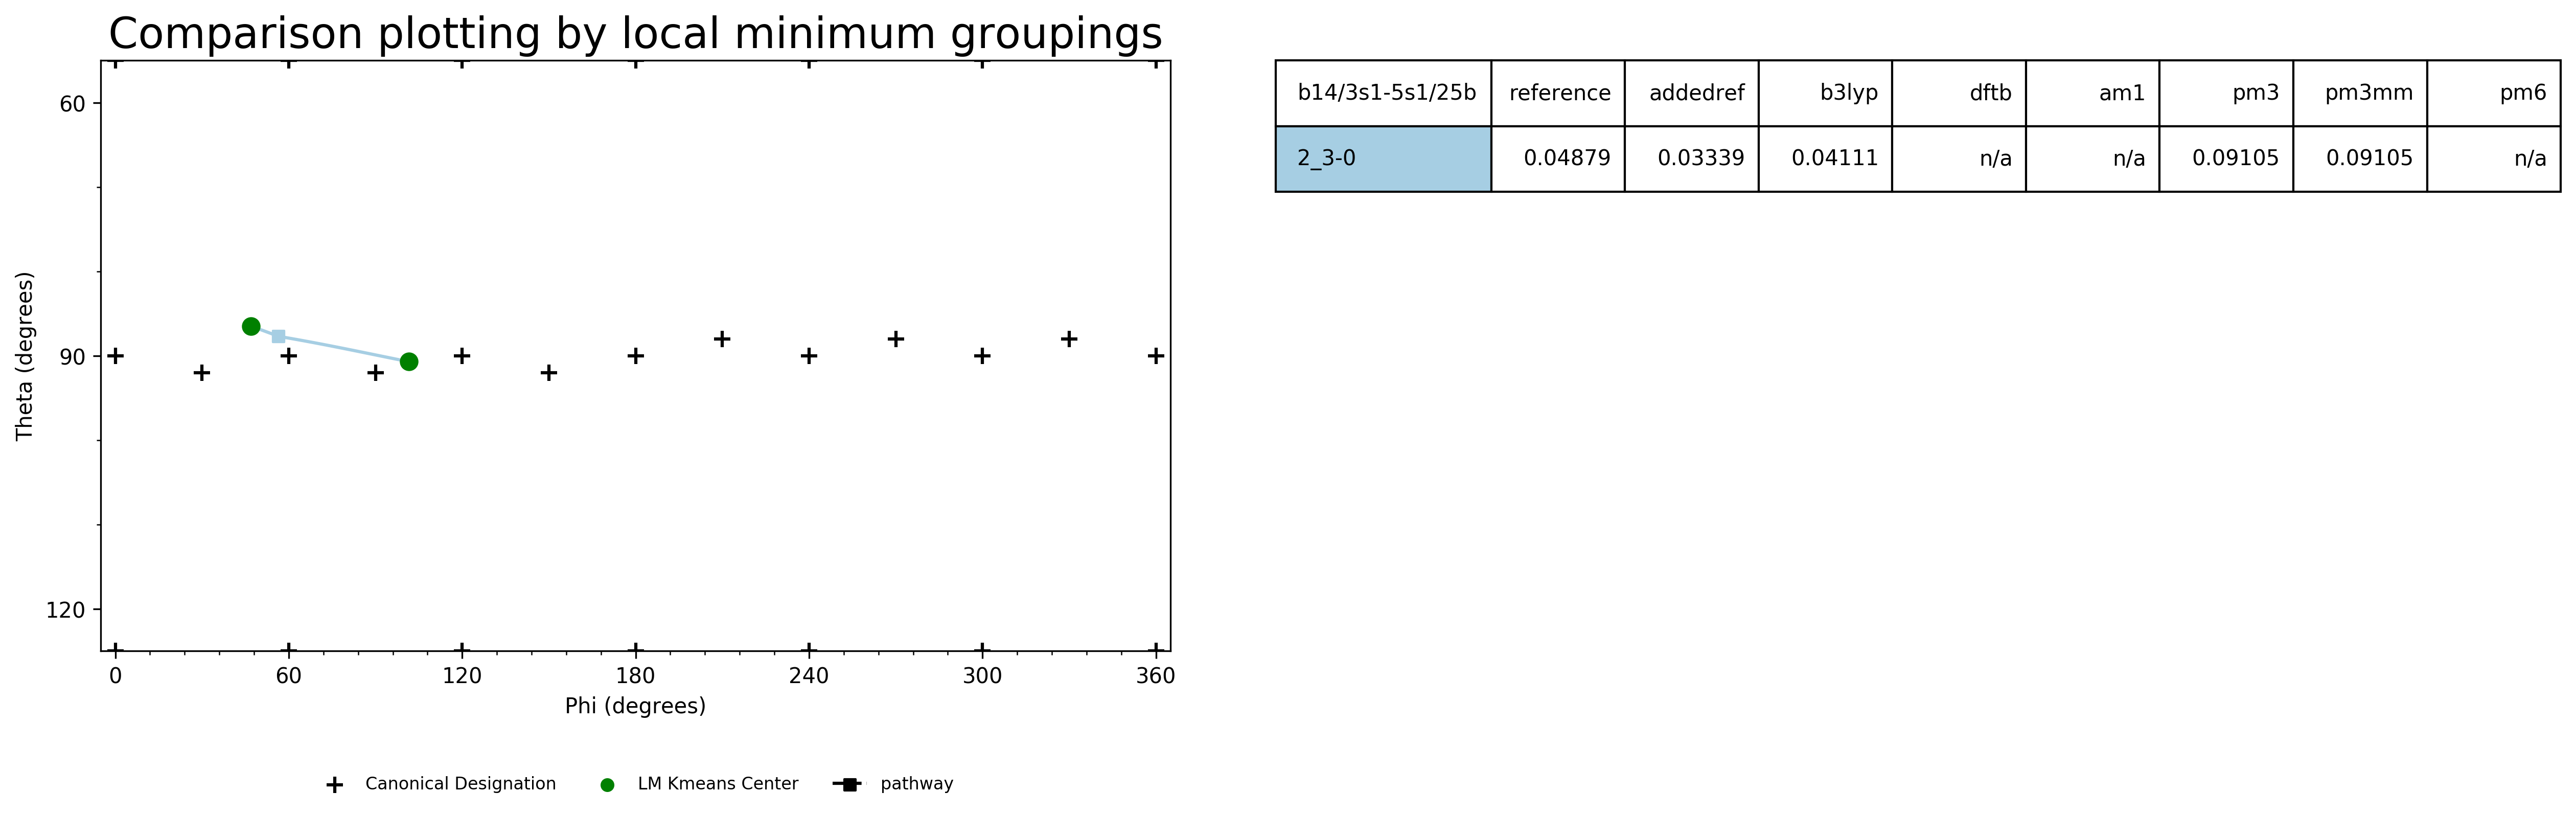 Comparison plotting by local minimum groupings
60
90
120
Theta (degrees)
0 60 120 180 240 300 360
Phi (degrees)
Canonical Designation LM Kmeans Center pathway
b14/3s1-5s1/25b reference addedref b3lyp dftb am1 pm3 pm3mm pm6
2_3-0 0.04879 0.03339 0.04111 n/a n/a 0.09105 0.09105 n/a